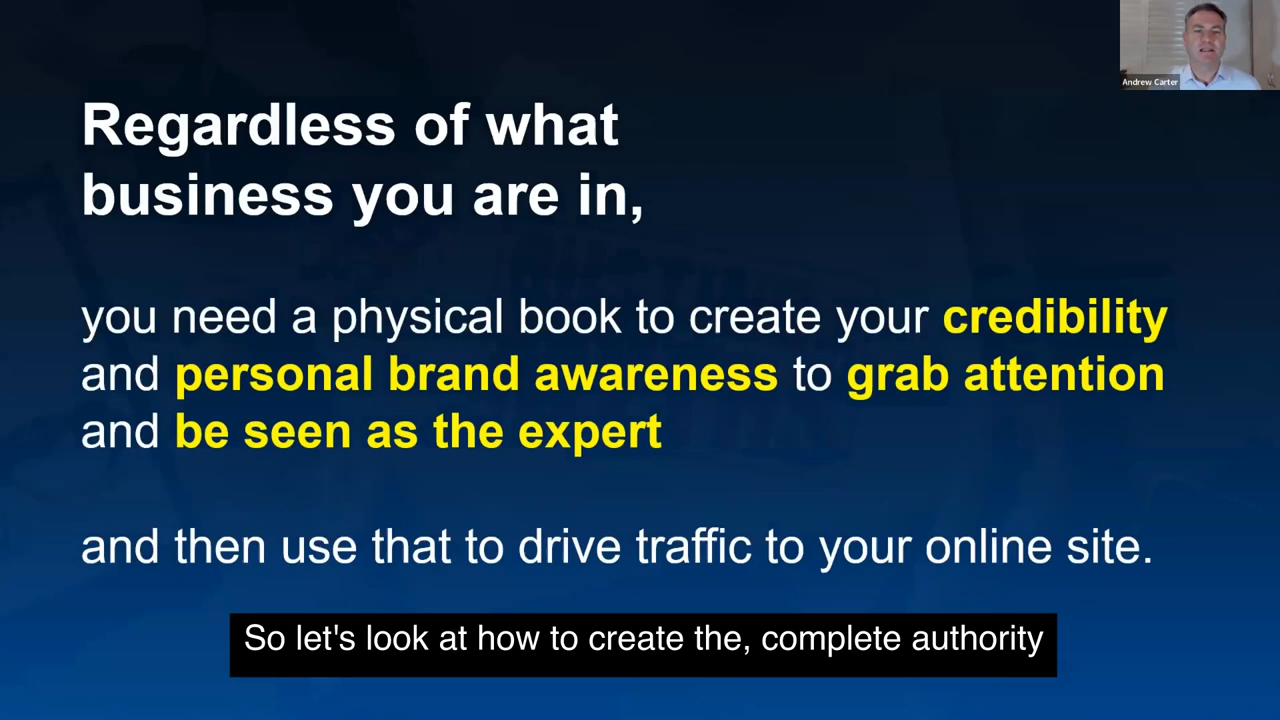 Andrew Carter
Regardless of what
business you are in,
you need a physical book to create your credibility
and personal brand awareness to grab attention
and be seen as the expert
and then use that to drive traffic to your online site.
So let's look at how to create the, complete authority